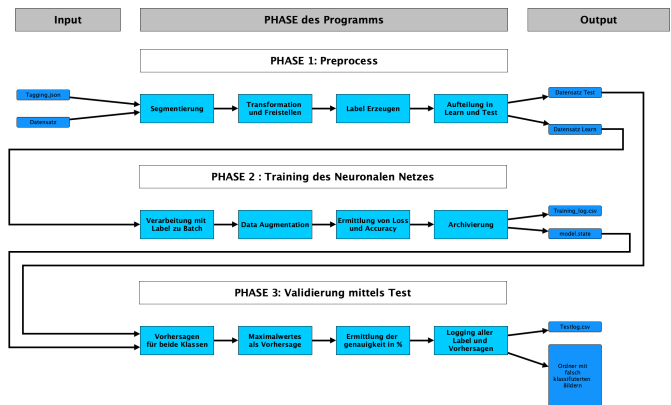 Input
PHASE des Programms
Output
PHASE 1: Preprocess
Tagging.json
Datensatz
Segmentierung
Transformation
und Freistellen
Label Erzeugen
Aufteilung in
Learn und Test
Datensatz Test
Datensatz Learn
PHASE 2 : Training des Neuronalen Netzes
Verarbeitung mit
Label zu Batch
Data Augmentation
Ermittlung von Loss
und Accuracy
Archivierung
Training_log.csv
model.state
PHASE 3: Validierung mittels Test
Vorhersagen
für beide Klassen
Maximalwertes
als Vorhersage
Ermittlung der
genauigkeit in %
Logging aller
Label und
Vorhersagen
Testlog.csv
Ordner mit
falsch
klassifizierten
Bildern